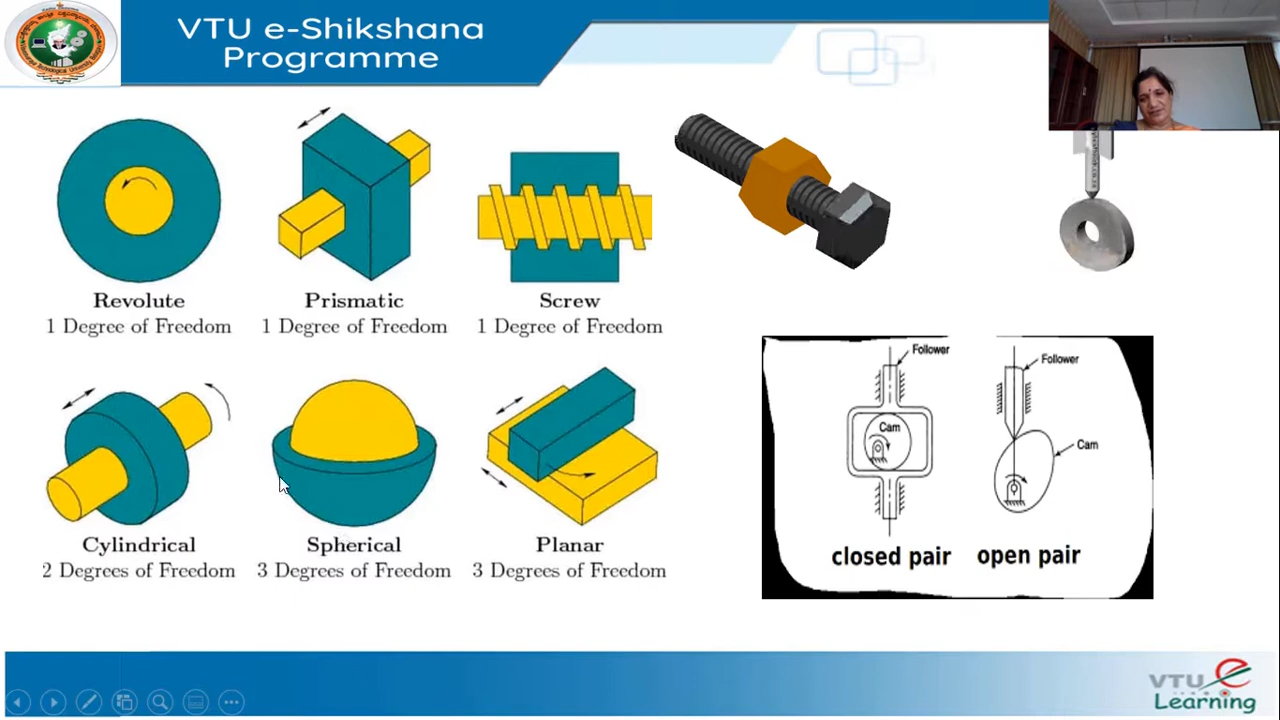 VTU e-Shikshana
Programme
Revolute
1 Degree of Freedom
Prismatic
1 Degree of Freedom
Screw
1 Degree of Freedom
Cylindrical
2 Degrees of Freedom
Spherical
3 Degrees of Freedom
Planar
3 Degrees of Freedom
Follower
Cam
closed pair
Follower
Cam
open pair
VTU e
Learning